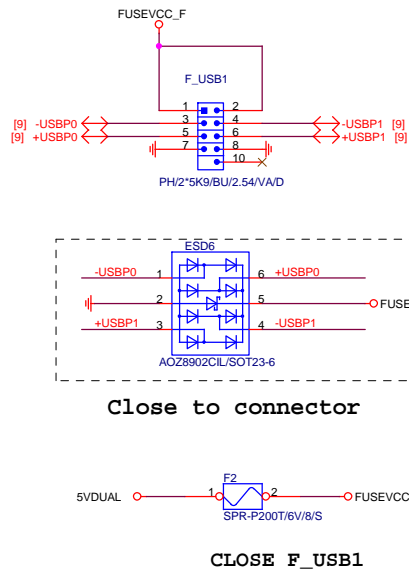 FUSEVCC_F
F_USB1
1 2
[9] -USBP0 3 4 -USBP1 [9]
[9] +USBP0 5 6 +USBP1 [9]
7 8
10
PH/2*5K9/BU/2.54/VA/D
ESD6
-USBP0 1 6 +USBP0
2 5 FUSE
+USBP1 3 4 -USBP1
AOZ8902CIL/SOT23-6
Close to connector
F2
5VDUAL 1 2 FUSEVCC
SPR-P200T/6V/8/S
CLOSE F_USB1